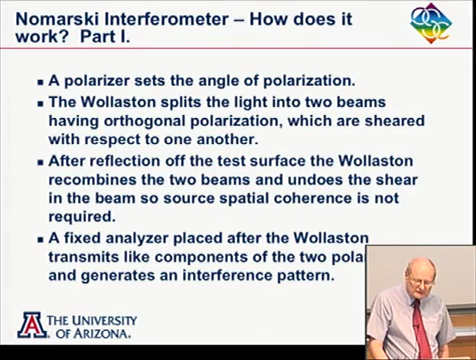 Nomarski Interferometer – How does it
work? Part I.
A polarizer sets the angle of polarization.
The Wollaston splits the light into two beams
having orthogonal polarization, which are sheared
with respect to one another.
After reflection off the test surface the Wollaston
recombines the two beams and undoes the shear
in the beam so source spatial coherence is not
required.
A fixed analyzer placed after the Wollaston
transmits like components of the two
and generates an interference pattern.
A THE UNIVERSITY
OF ARIZONA.